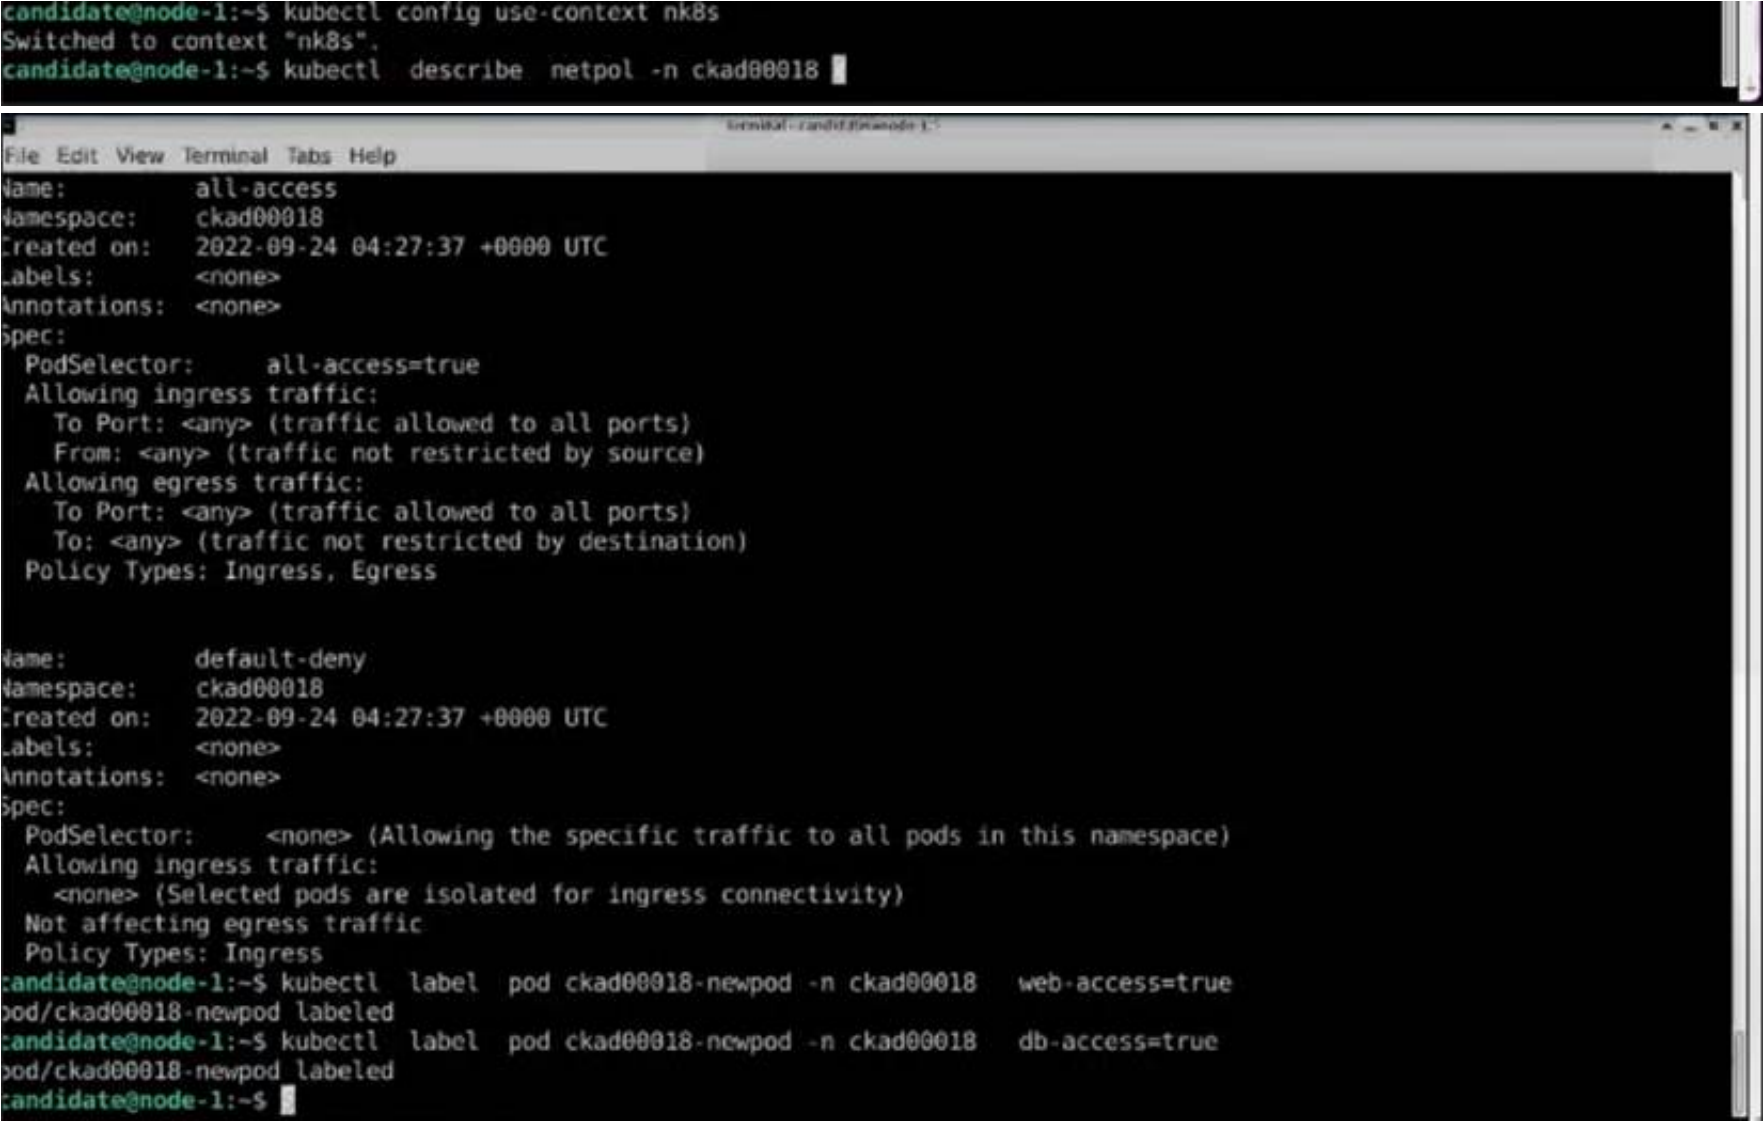 candidate@node-1:~$ kubectl config use-context nk8s
Switched to context "nk8s".
candidate@node-1:~$ kubectl  describe  netpol -n ckad00018
File Edit View Terminal Tabs Help
Name: all-access
Namespace: ckad00018
Created on: 2022-09-24 04:27:37 +0000 UTC
Labels: <none>
Annotations: <none>
Spec:
PodSelector: all-access=true
Allowing ingress traffic:
To Port: <any> (traffic allowed to all ports)
From: <any> (traffic not restricted by source)
Allowing egress traffic:
To Port: <any> (traffic allowed to all ports)
To: <any> (traffic not restricted by destination)
Policy Types: Ingress, Egress
Name: default-deny
Namespace: ckad00018
Created on: 2022-09-24 04:27:37 +0000 UTC
Labels: <none>
Annotations: <none>
Spec:
PodSelector: <none> (Allowing the specific traffic to all pods in this namespace)
Allowing ingress traffic:
<none> (Selected pods are isolated for ingress connectivity)
Not affecting egress traffic
Policy Types: Ingress
candidate@node-1:~$ kubectl  label  pod ckad00018-newpod -n ckad00018   web-access=true
pod/ckad00018-newpod labeled
candidate@node-1:~$ kubectl  label  pod ckad00018-newpod -n ckad00018   db-access=true
pod/ckad00018-newpod labeled
candidate@node-1:~$